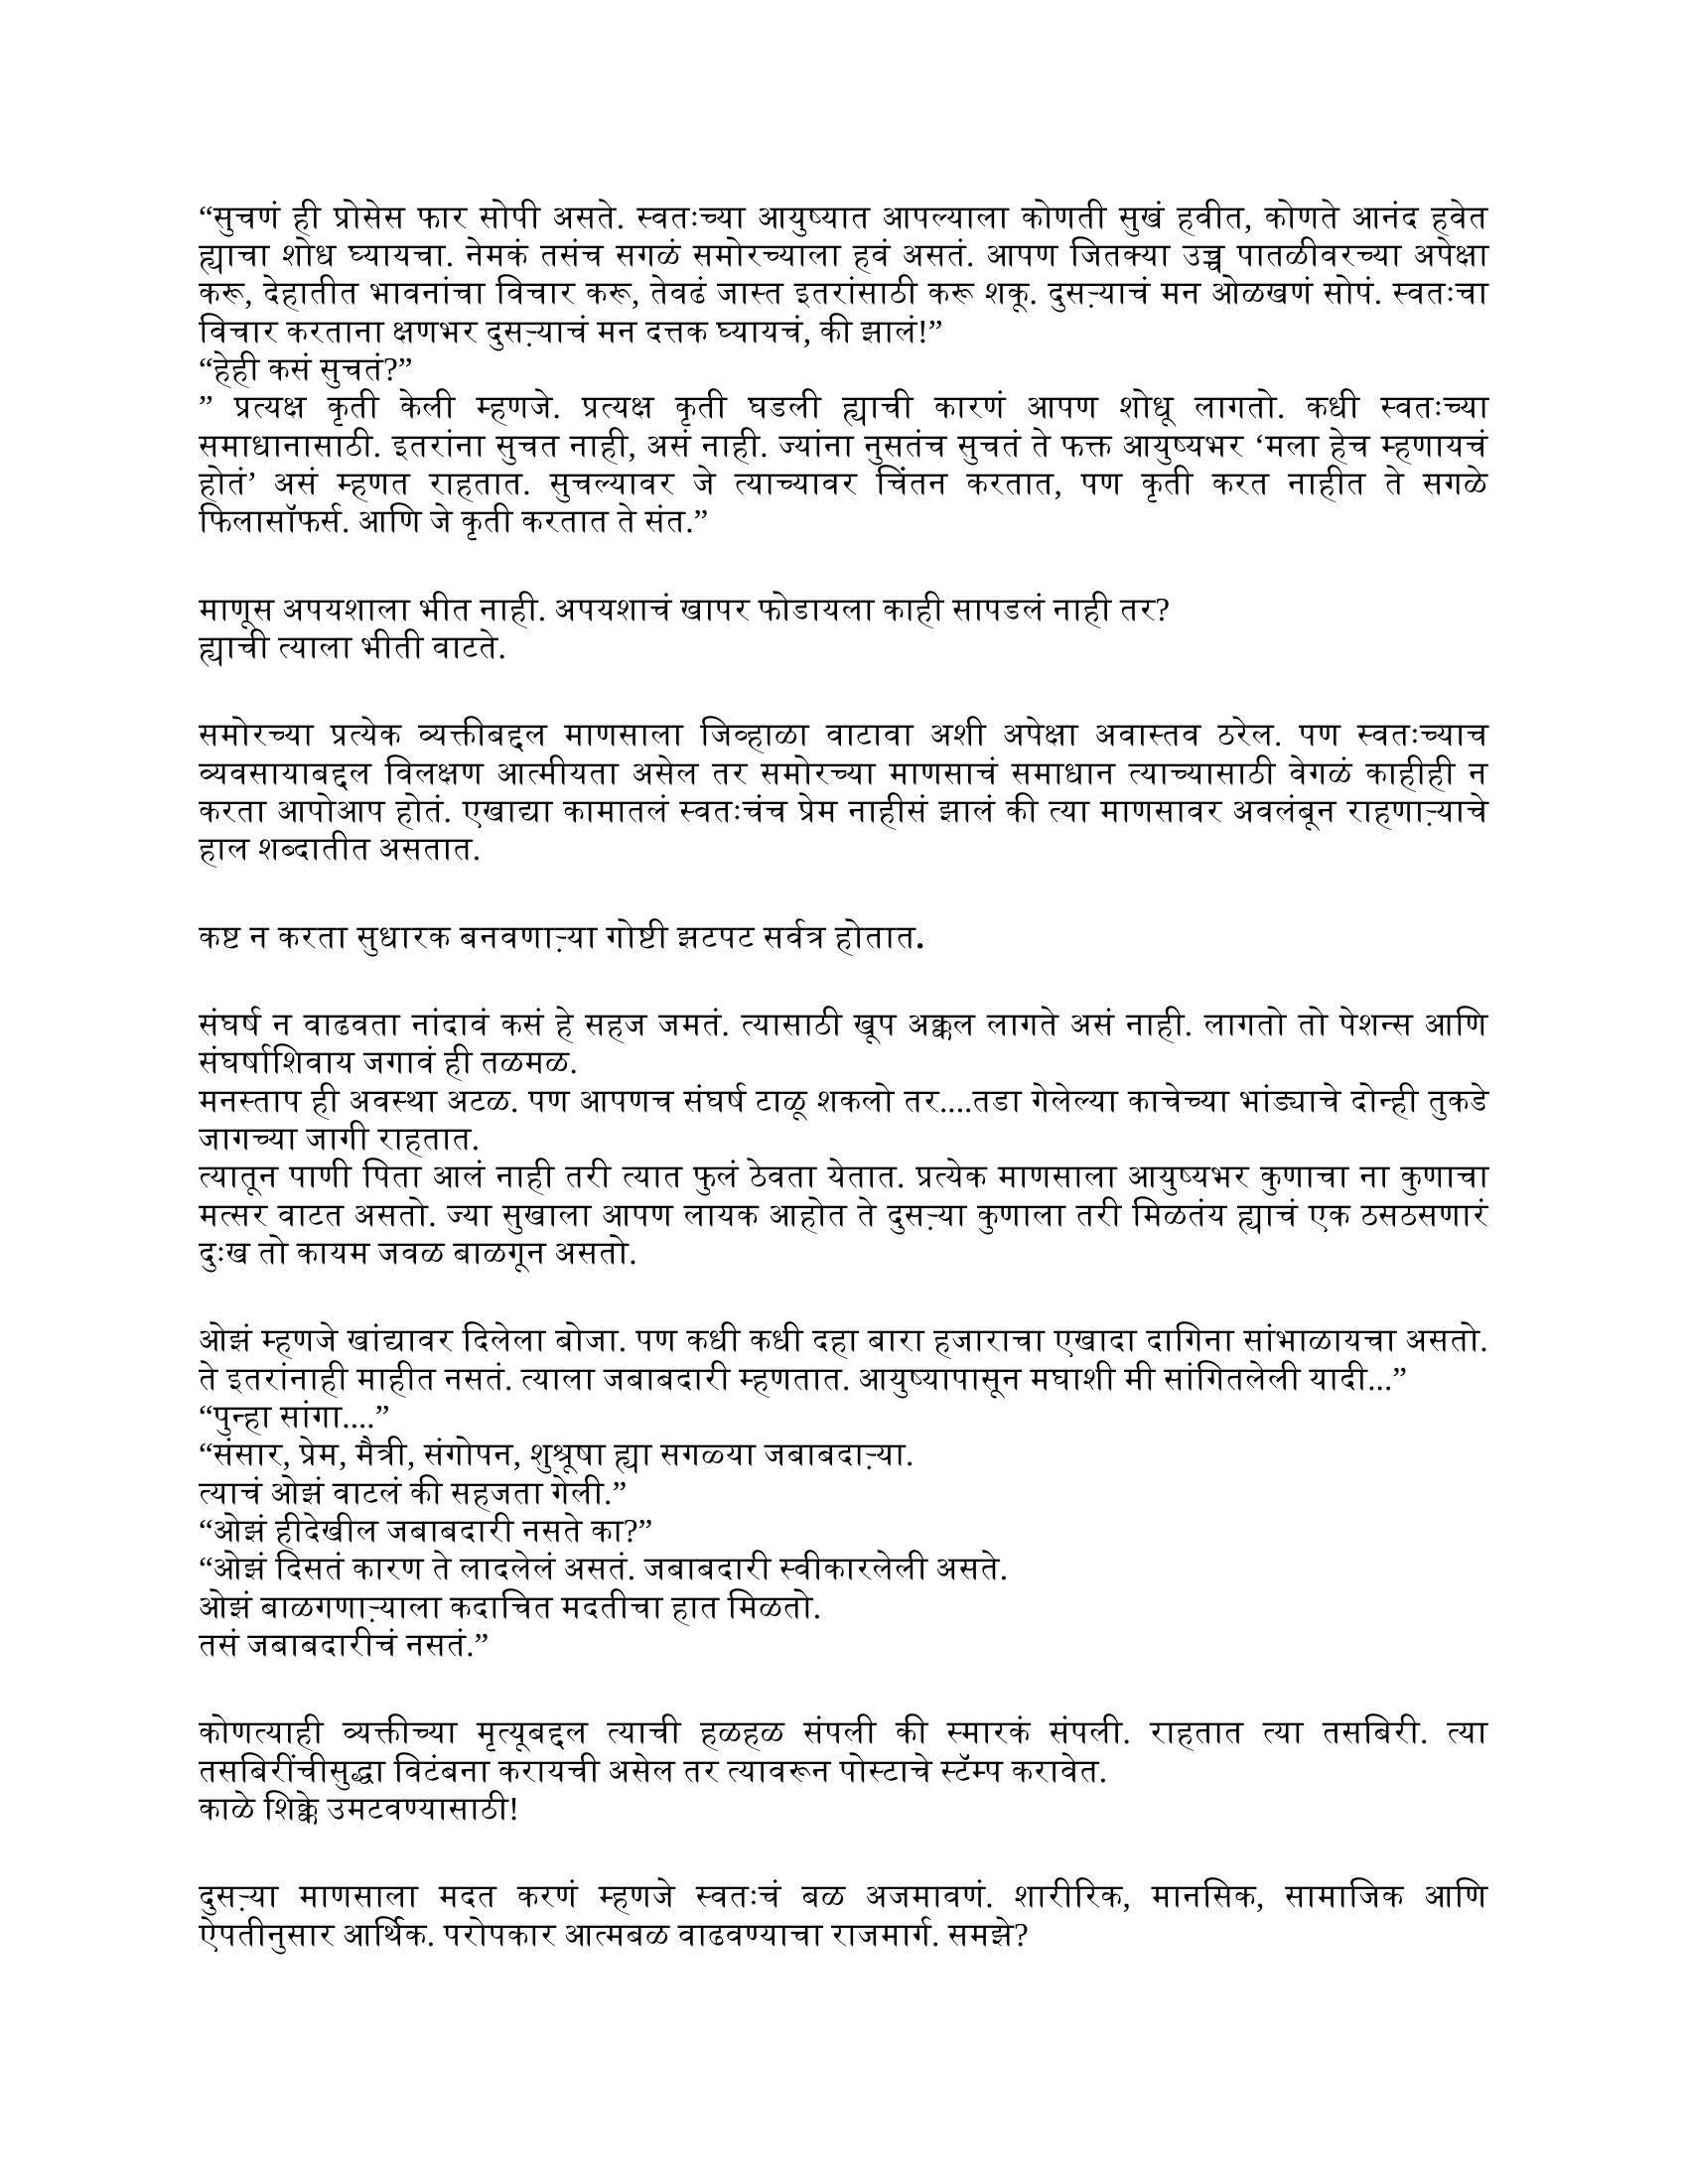 “सुचणं ही प्रोसेस फार सोपी असते. स्वतःच्या आयुष्यात आपल्याला कोणती सुखं हवीत, कोणते आनंद हवेत
ह्याचा शोध घ्यायचा. नेमकं तसंच सगळं समोरच्याला हवं असतं. आपण जितक्या उच्च पातळीवरच्या अपेक्षा
करू, देहातीत भावनांचा विचार करू, तेवढं जास्त इतरांसाठी करू शकू. दुसऱ्याचं मन ओळखणं सोपं. स्वतःचा
विचार करताना क्षणभर दुसऱ्याचं मन दत्तक घ्यायचं, की झालं!”
“हेही कसं सुचतं?”
” प्रत्यक्ष कृती केली म्हणजे. प्रत्यक्ष कृती घडली ह्याची कारणं आपण शोधू लागतो. कधी स्वतःच्या
समाधानासाठी. इतरांना सुचत नाही, असं नाही. ज्यांना नुसतंच सुचतं ते फक्त आयुष्यभर ‘मला हेच म्हणायचं
होतं’ असं म्हणत राहतात. सुचल्यावर जे त्याच्यावर चिंतन करतात, पण कृती करत नाहीत ते सगळे
फिलासॉफर्स. आणि जे कृती करतात ते संत.”
माणूस अपयशाला भीत नाही. अपयशाचं खापर फोडायला काही सापडलं नाही तर?
ह्याची त्याला भीती वाटते.
समोरच्या प्रत्येक व्यक्तीबद्दल माणसाला जिव्हाळा वाटावा अशी अपेक्षा अवास्तव ठरेल. पण स्वतःच्याच
व्यवसायाबद्दल विलक्षण आत्मीयता असेल तर समोरच्या माणसाचं समाधान त्याच्यासाठी वेगळं काहीही न
करता आपोआप होतं. एखाद्या कामातलं स्वतःचंच प्रेम नाहीसं झालं की त्या माणसावर अवलंबून राहणाऱ्याचे
हाल शब्दातीत असतात.
कष्ट न करता सुधारक बनवणाऱ्या गोष्टी झटपट सर्वत्र होतात.
संघर्ष न वाढवता नांदावं कसं हे सहज जमतं. त्यासाठी खूप अक्कल लागते असं नाही. लागतो तो पेशन्स आणि
संघर्षाशिवाय जगावं ही तळमळ.
मनस्ताप ही अवस्था अटळ. पण आपणच संघर्ष टाळू शकलो तर....तडा गेलेल्या काचेच्या भांड्याचे दोन्ही तुकडे
जागच्या जागी राहतात.
त्यातून पाणी पिता आलं नाही तरी त्यात फुलं ठेवता येतात. प्रत्येक माणसाला आयुष्यभर कुणाचा ना कुणाचा
मत्सर वाटत असतो. ज्या सुखाला आपण लायक आहोत ते दुसऱ्या कुणाला तरी मिळतंय ह्याचं एक ठसठसणारं
दुःख तो कायम जवळ बाळगून असतो.
ओझं म्हणजे खांद्यावर दिलेला बोजा. पण कधी कधी दहा बारा हजाराचा एखादा दागिना सांभाळायचा असतो.
ते इतरांनाही माहीत नसतं. त्याला जबाबदारी म्हणतात. आयुष्यापासून मघाशी मी सांगितलेली यादी...”
“पुन्हा सांगा....”
“संसार, प्रेम, मैत्री, संगोपन, शुश्रूषा ह्या सगळ्या जबाबदाऱ्या.
त्याचं ओझं वाटलं की सहजता गेली.”
“ओझं हीदेखील जबाबदारी नसते का?”
“ओझं दिसतं कारण ते लादलेलं असतं. जबाबदारी स्वीकारलेली असते.
ओझं बाळगणाऱ्याला कदाचित मदतीचा हात मिळतो.
तसं जबाबदारीचं नसतं.”
कोणत्याही व्यक्तीच्या मृत्यूबद्दल त्याची हळहळ संपली की स्मारकं संपली. राहतात त्या तसबिरी. त्या
तसबिरींचीसुद्धा विटंबना करायची असेल तर त्यावरून पोस्टाचे स्टॅम्प करावेत.
काळे शिक्के उमटवण्यासाठी!
दुसऱ्या माणसाला मदत करणं म्हणजे स्वतःचं बळ अजमावणं. शारीरिक, मानसिक, सामाजिक आणि
ऐपतीनुसार आर्थिक. परोपकार आत्मबळ वाढवण्याचा राजमार्ग. समझे?